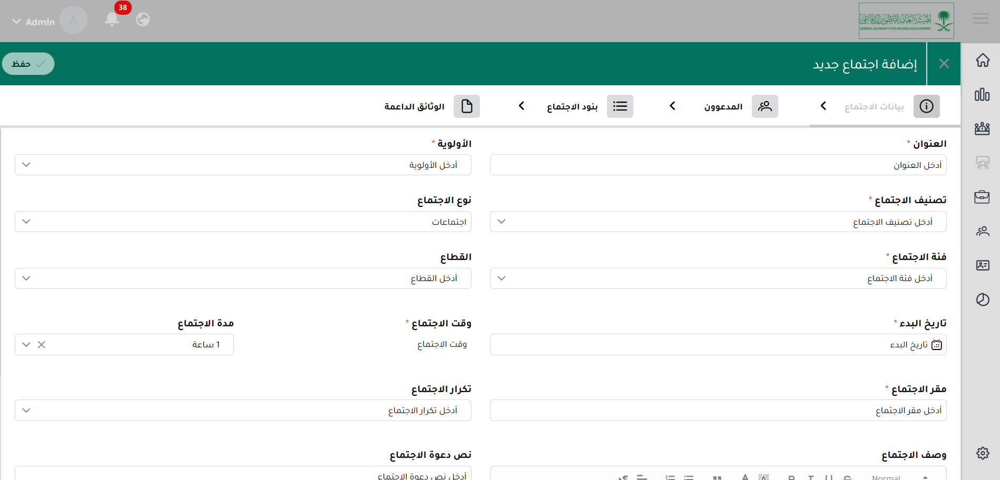 الهيئة العامة للتطوير الدفاعي
GENERAL AUTHORITY FOR DEFENSE DEVELOPMENT
38
A
Admin
إضافة اجتماع جديد
حفظ
بيانات الاجتماع
المدعوون
بنود الاجتماع
الوثائق الداعمة
العنوان *
الأولوية *
أدخل العنوان
أدخل الأولوية
تصنيف الاجتماع *
نوع الاجتماع
أدخل تصنيف الاجتماع
اجتماعات
فئة الاجتماع *
القطاع
أدخل فئة الاجتماع
أدخل القطاع
تاريخ البدء *
وقت الاجتماع *
مدة الاجتماع
تاريخ البدء
وقت الاجتماع
1 ساعة
مقر الاجتماع *
تكرار الاجتماع
أدخل مقر الاجتماع
أدخل تكرار الاجتماع
وصف الاجتماع
نص دعوة الاجتماع
Normal
أدخل نص دعوة الاجتماع